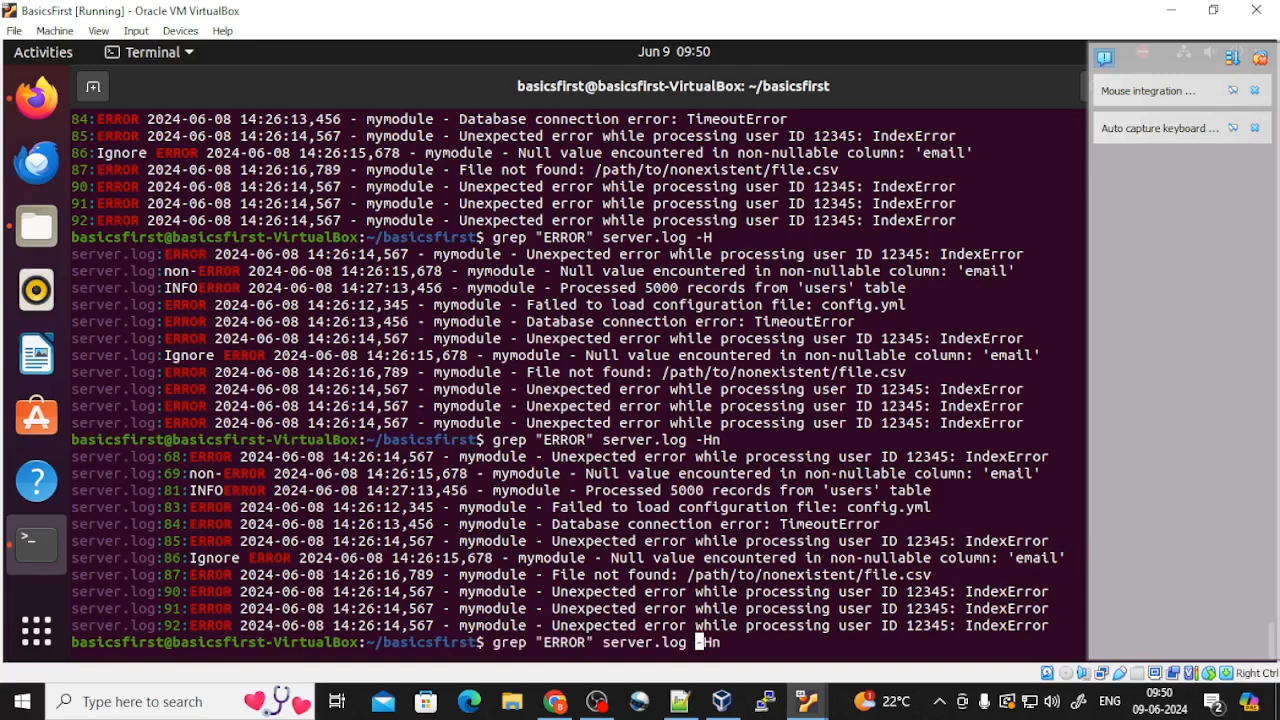 BasicsFirst [Running] - Oracle VM VirtualBox
File Machine View Input Devices Help
Activities Terminal Jun 9 09:50
basicsfirst@basicsfirst-VirtualBox: ~/basicsfirst
Mouse integration ...
Auto capture keyboard ...
84:ERROR 2024-06-08 14:26:13,456 - mymodule - Database connection error: TimeoutError
85:ERROR 2024-06-08 14:26:14,567 - mymodule - Unexpected error while processing user ID 12345: IndexError
86:Ignore ERROR 2024-06-08 14:26:15,678 - mymodule - Null value encountered in non-nullable column: 'email'
87:ERROR 2024-06-08 14:26:16,789 - mymodule - File not found: /path/to/nonexistent/file.csv
90:ERROR 2024-06-08 14:26:14,567 - mymodule - Unexpected error while processing user ID 12345: IndexError
91:ERROR 2024-06-08 14:26:14,567 - mymodule - Unexpected error while processing user ID 12345: IndexError
92:ERROR 2024-06-08 14:26:14,567 - mymodule - Unexpected error while processing user ID 12345: IndexError
basicsfirst@basicsfirst-VirtualBox:~/basicsfirst$ grep "ERROR" server.log -H
server.log:ERROR 2024-06-08 14:26:14,567 - mymodule - Unexpected error while processing user ID 12345: IndexError
server.log:non-ERROR 2024-06-08 14:26:15,678 - mymodule - Null value encountered in non-nullable column: 'email'
server.log:INFOERROR 2024-06-08 14:27:13,456 - mymodule - Processed 5000 records from 'users' table
server.log:ERROR 2024-06-08 14:26:12,345 - mymodule - Failed to load configuration file: config.yml
server.log:ERROR 2024-06-08 14:26:13,456 - mymodule - Database connection error: TimeoutError
server.log:ERROR 2024-06-08 14:26:14,567 - mymodule - Unexpected error while processing user ID 12345: IndexError
server.log:Ignore ERROR 2024-06-08 14:26:15,678 - mymodule - Null value encountered in non-nullable column: 'email'
server.log:ERROR 2024-06-08 14:26:16,789 - mymodule - File not found: /path/to/nonexistent/file.csv
server.log:ERROR 2024-06-08 14:26:14,567 - mymodule - Unexpected error while processing user ID 12345: IndexError
server.log:ERROR 2024-06-08 14:26:14,567 - mymodule - Unexpected error while processing user ID 12345: IndexError
server.log:ERROR 2024-06-08 14:26:14,567 - mymodule - Unexpected error while processing user ID 12345: IndexError
basicsfirst@basicsfirst-VirtualBox:~/basicsfirst$ grep "ERROR" server.log -Hn
server.log:68:ERROR 2024-06-08 14:26:14,567 - mymodule - Unexpected error while processing user ID 12345: IndexError
server.log:69:non-ERROR 2024-06-08 14:26:15,678 - mymodule - Null value encountered in non-nullable column: 'email'
server.log:81:INFOERROR 2024-06-08 14:27:13,456 - mymodule - Processed 5000 records from 'users' table
server.log:83:ERROR 2024-06-08 14:26:12,345 - mymodule - Failed to load configuration file: config.yml
server.log:84:ERROR 2024-06-08 14:26:13,456 - mymodule - Database connection error: TimeoutError
server.log:85:ERROR 2024-06-08 14:26:14,567 - mymodule - Unexpected error while processing user ID 12345: IndexError
server.log:86:Ignore ERROR 2024-06-08 14:26:15,678 - mymodule - Null value encountered in non-nullable column: 'email'
server.log:87:ERROR 2024-06-08 14:26:16,789 - mymodule - File not found: /path/to/nonexistent/file.csv
server.log:90:ERROR 2024-06-08 14:26:14,567 - mymodule - Unexpected error while processing user ID 12345: IndexError
server.log:91:ERROR 2024-06-08 14:26:14,567 - mymodule - Unexpected error while processing user ID 12345: IndexError
server.log:92:ERROR 2024-06-08 14:26:14,567 - mymodule - Unexpected error while processing user ID 12345: IndexError
basicsfirst@basicsfirst-VirtualBox:~/basicsfirst$ grep "ERROR" server.log -Hn
Right Ctrl
Type here to search 22°C ENG 09:50
09-06-2024 2